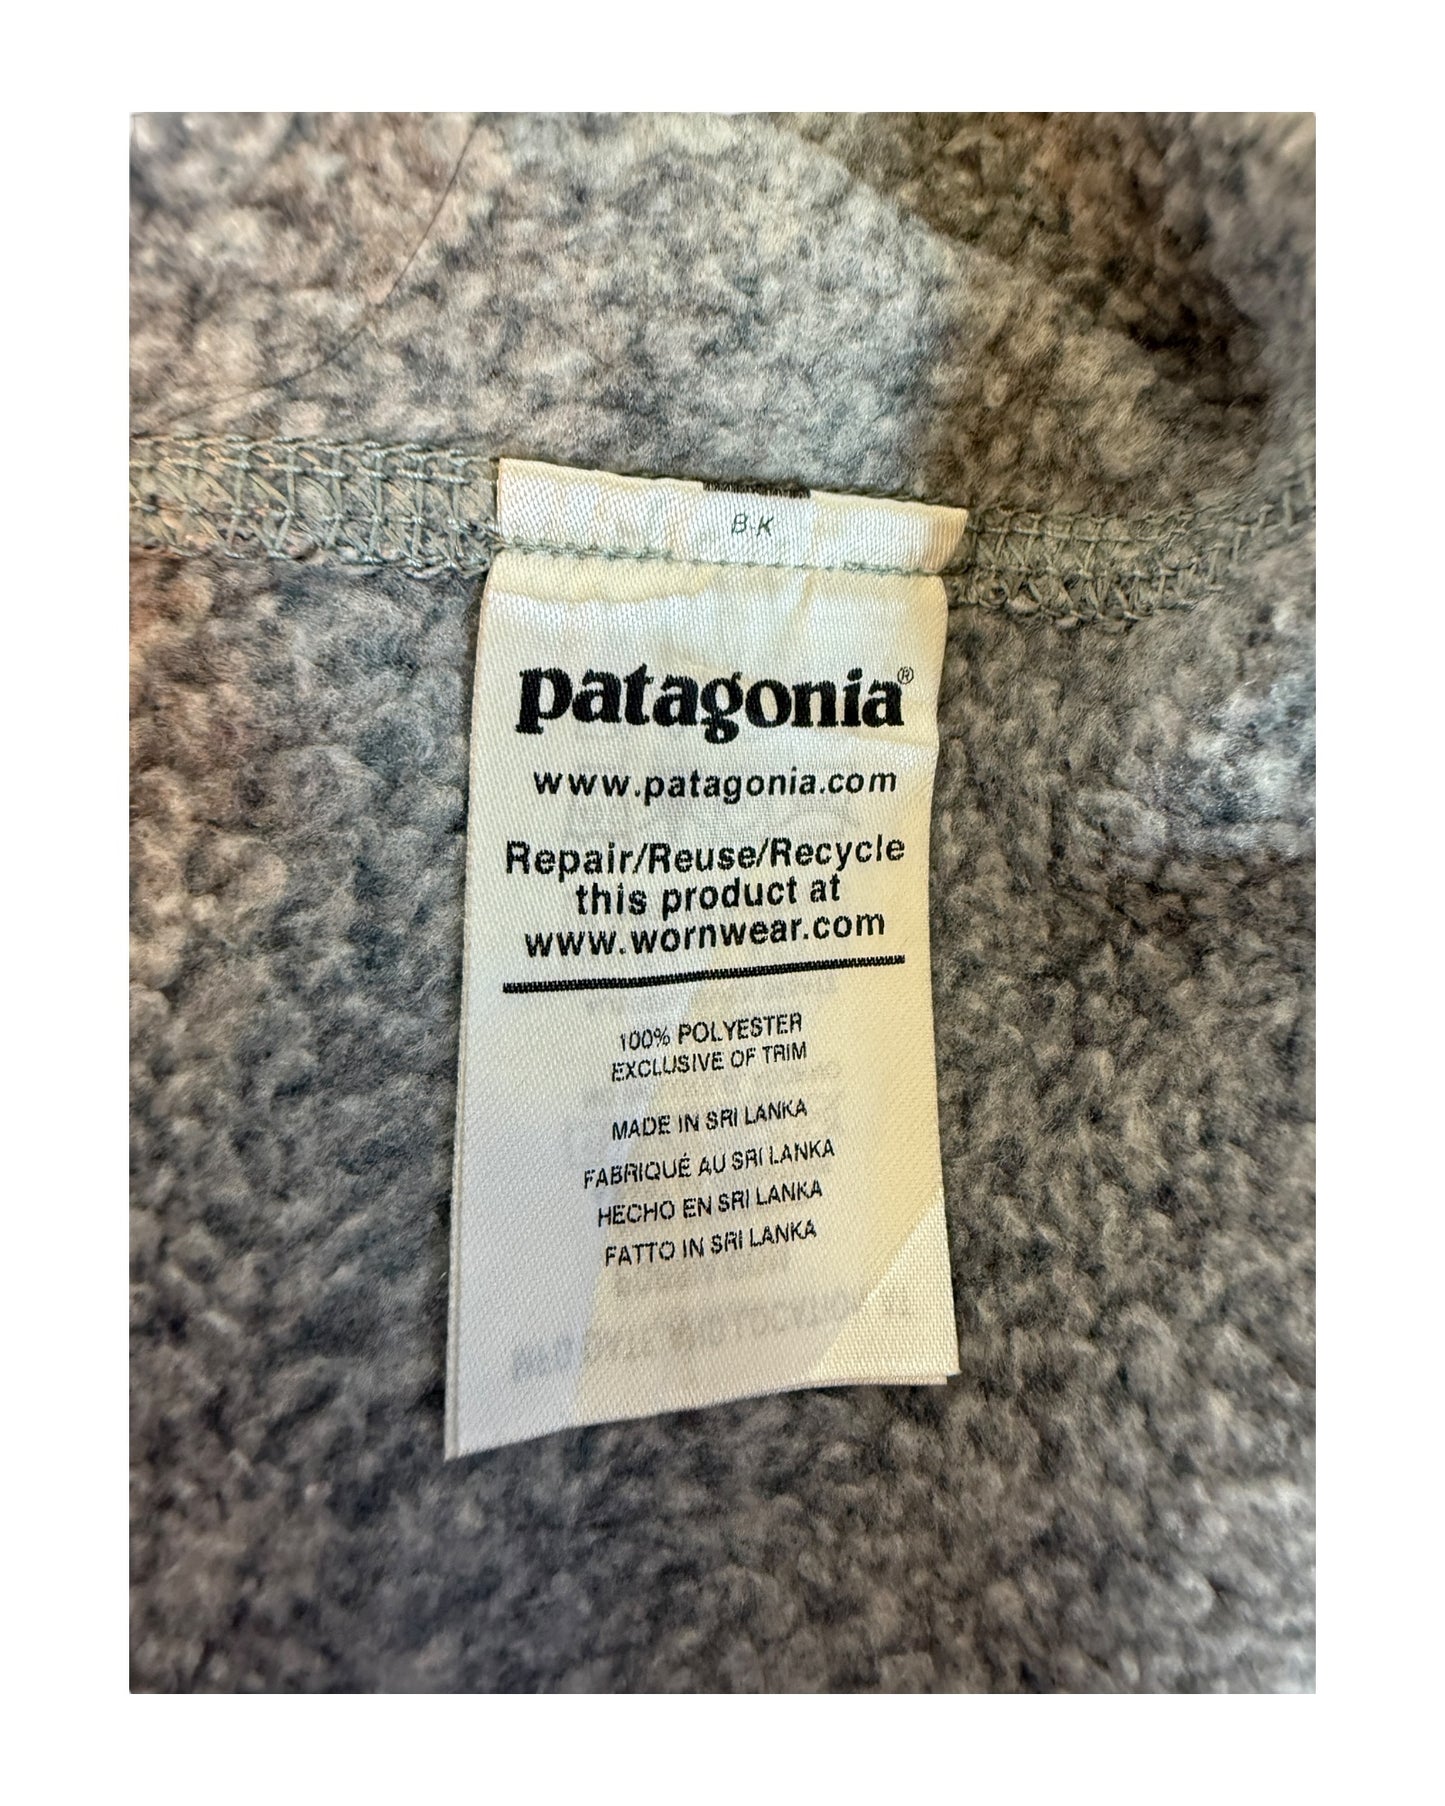 B-K
patagonia®
www.patagonia.com
Repair/Reuse/Recycle
this product at
www.wornwear.com
100% POLYESTER
EXCLUSIVE OF TRIM
MADE IN SRI LANKA
FABRIQUÉ AU SRI LANKA
HECHO EN SRI LANKA
FATTO IN SRI LANKA